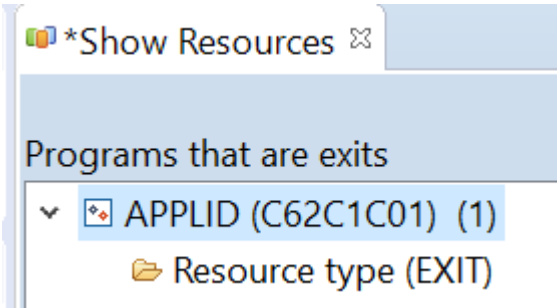 *Show Resources
Programs that are exits
APPLID (C62C1C01) (1)
Resource type (EXIT)